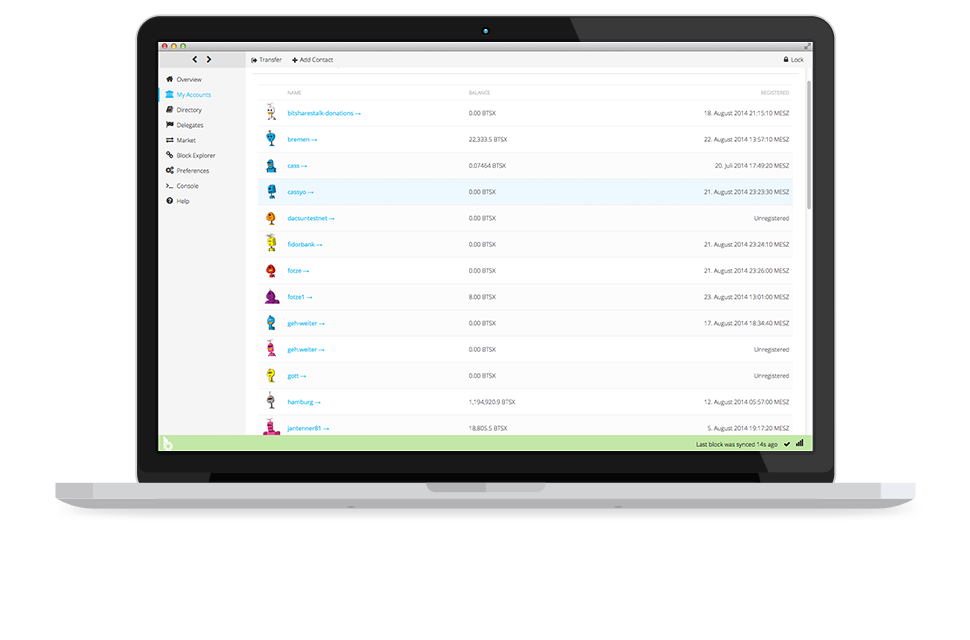 Transfer Add Contact Lock
Overview
My Accounts
Directory
Delegates
Market
Block Explorer
Preferences
Console
Help
NAME BALANCE REGISTERED
bitsharestalk-donations → 0.00 BTSX 18. August 2014 21:15:10 MESZ
bremen → 22,333.5 BTSX 22. August 2014 13:57:10 MESZ
cass → 0.07464 BTSX 20. Juli 2014 17:49:20 MESZ
cassyo → 0.00 BTSX 21. August 2014 23:23:30 MESZ
dacsuntestnet → 0.00 BTSX Unregistered
fidorbank → 0.00 BTSX 21. August 2014 23:24:10 MESZ
fotze → 0.00 BTSX 21. August 2014 23:26:00 MESZ
fotze1 → 8.00 BTSX 23. August 2014 13:01:00 MESZ
geh-weiter → 0.00 BTSX 17. August 2014 18:34:40 MESZ
geh.weiter → 0.00 BTSX Unregistered
gott → 0.00 BTSX Unregistered
hamburg → 1,194,920.9 BTSX 12. August 2014 05:57:00 MESZ
jantenner81 → 18,805.5 BTSX 5. August 2014 19:17:20 MESZ
Last block was synced 14s ago